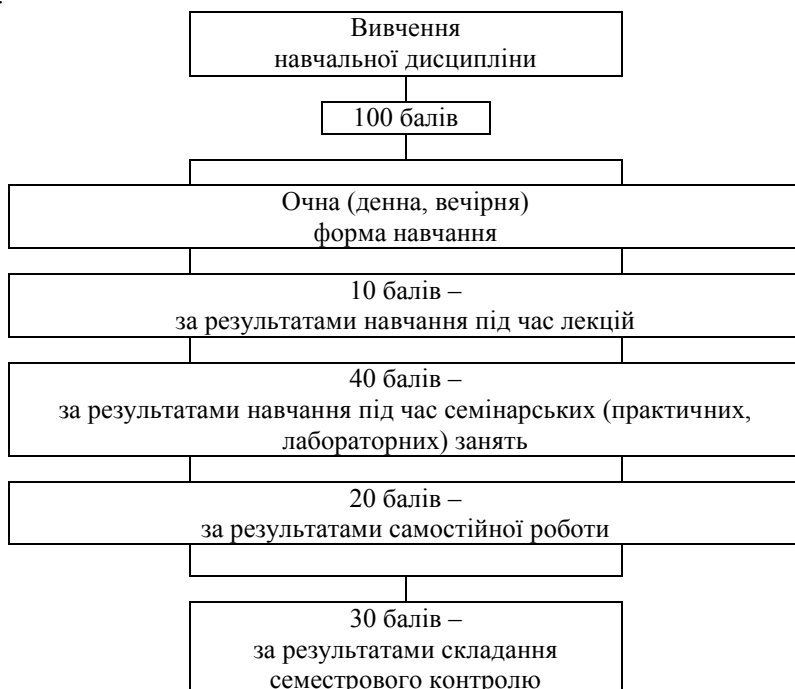 Вивчення
навчальної дисципліни
100 балів
Очна (денна, вечірня)
форма навчання
10 балів –
за результатами навчання під час лекцій
40 балів –
за результатами навчання під час семінарських (практичних,
лабораторних) занять
20 балів –
за результатами самостійної роботи
30 балів –
за результатами складання
семестрового контролю